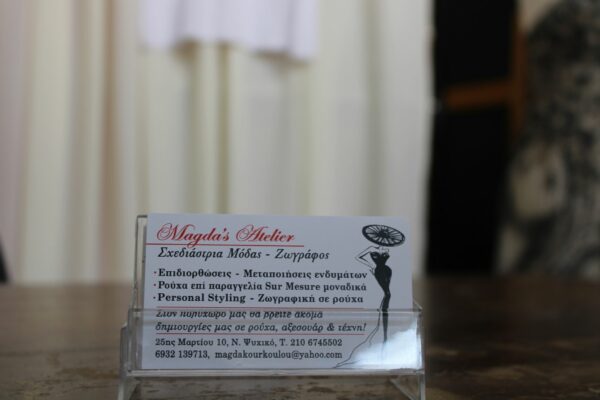 Magda's Atelier
Σχεδιάστρια Μόδας - Ζωγράφος
· Επιδιορθώσεις - Μεταποιήσεις ενδυμάτων
· Ρούχα επί παραγγελία Sur Mesure μοναδικά
· Personal Styling - Ζωγραφική σε ρούχα
Στον πολυχώρο μας θα βρείτε ακόμα
δημιουργίες μας σε ρούχα, αξεσουάρ & τέχνη!
25ης Μαρτίου 10, Ν. Ψυχικό, Τ. 210 6745502
6932 139713, magdakourkoulou@yahoo.com